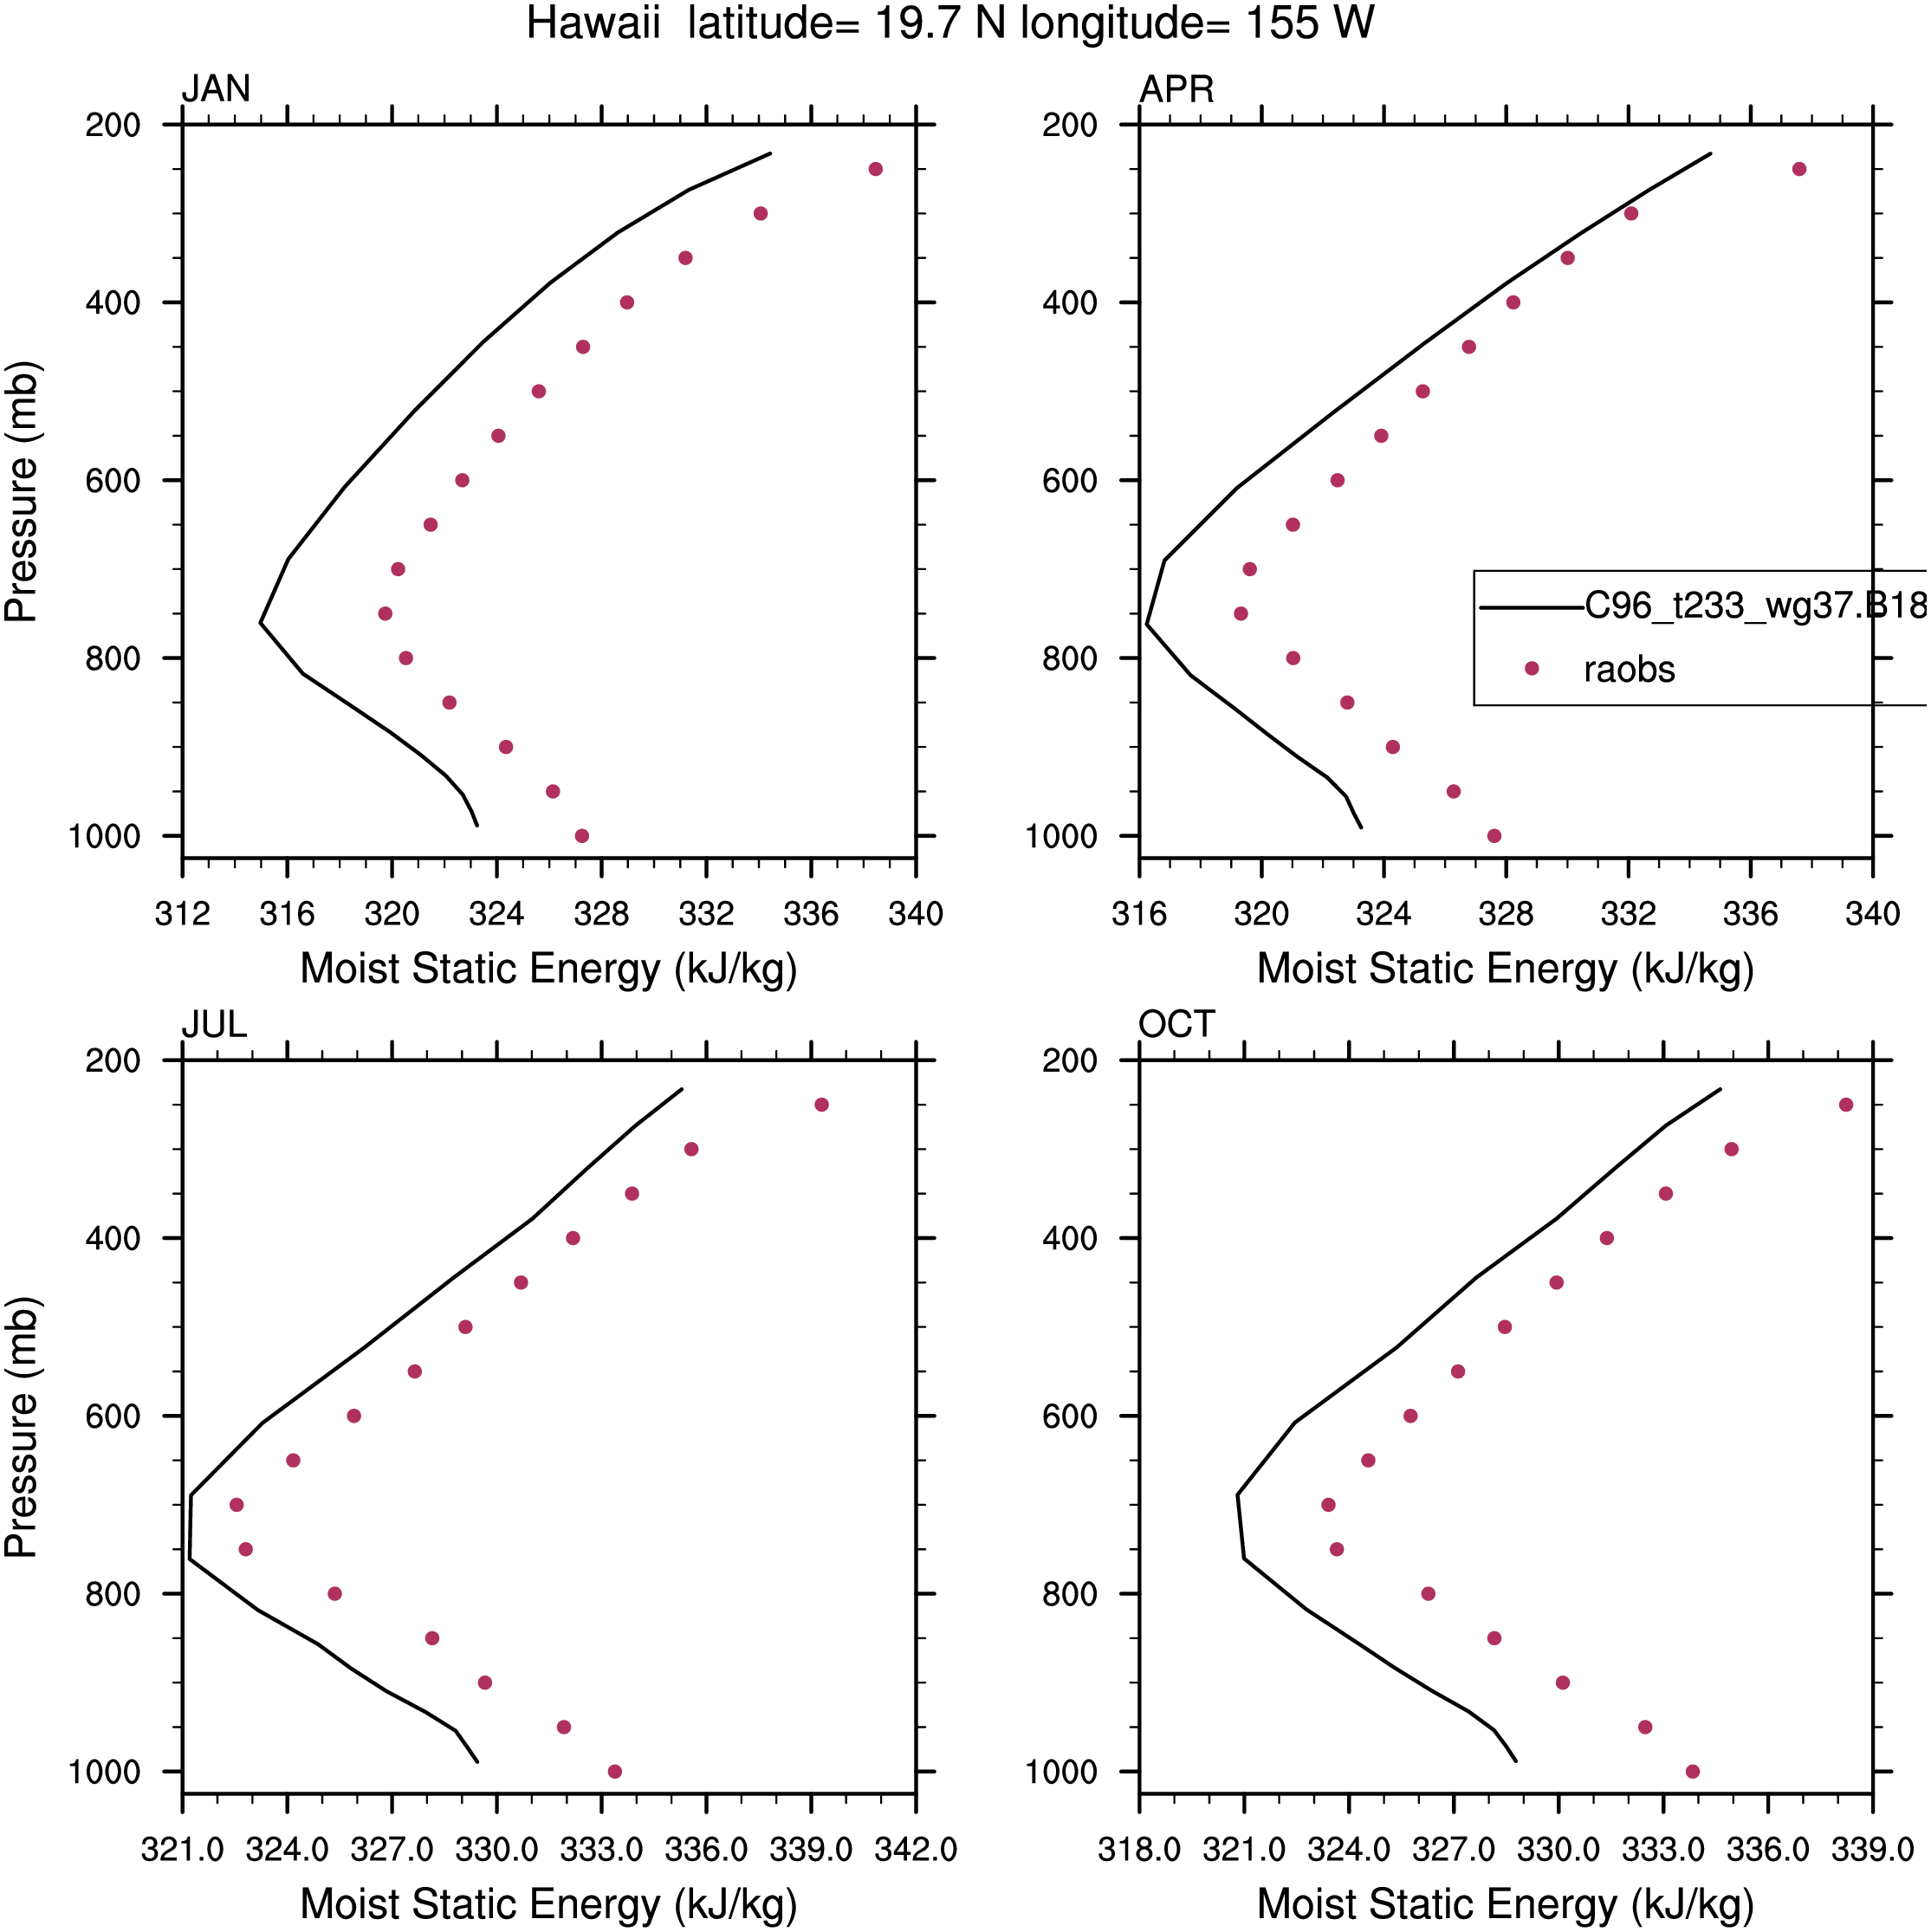 Hawaii  latitude= 19.7 N longitude= 155 W
JAN
200
400
600
800
1000
Pressure (mb)
312 316 320 324 328 332 336 340
Moist Static Energy (kJ/kg)
APR
200
400
600
800
1000
C96_t233_wg37.B18
raobs
316 320 324 328 332 336 340
Moist Static Energy (kJ/kg)
JUL
200
400
600
800
1000
Pressure (mb)
321.0 324.0 327.0 330.0 333.0 336.0 339.0 342.0
Moist Static Energy (kJ/kg)
OCT
200
400
600
800
1000
318.0 321.0 324.0 327.0 330.0 333.0 336.0 339.0
Moist Static Energy (kJ/kg)